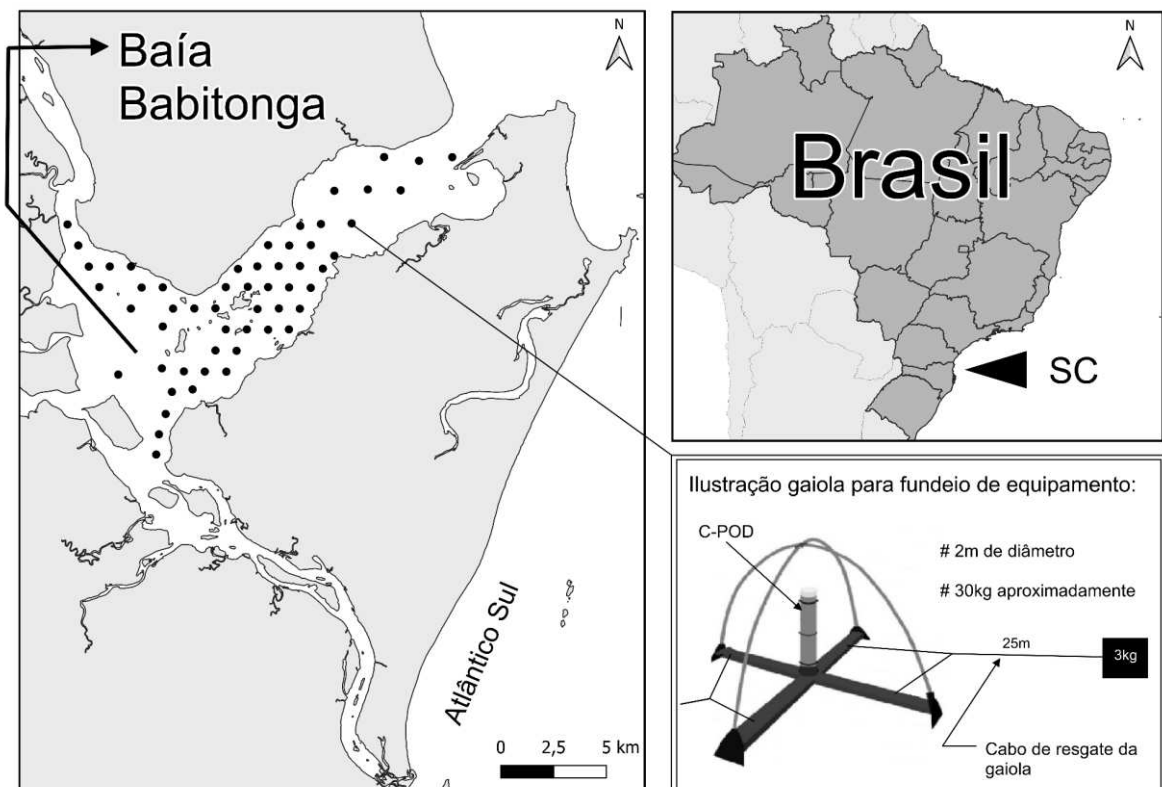 Baía
Babitonga
N
Atlântico Sul
0 2,5 5 km
N
Brasil
SC
Ilustração gaiola para fundeio de equipamento:
C-POD
# 2m de diâmetro
# 30kg aproximadamente
25m
3kg
Cabo de resgate da
gaiola